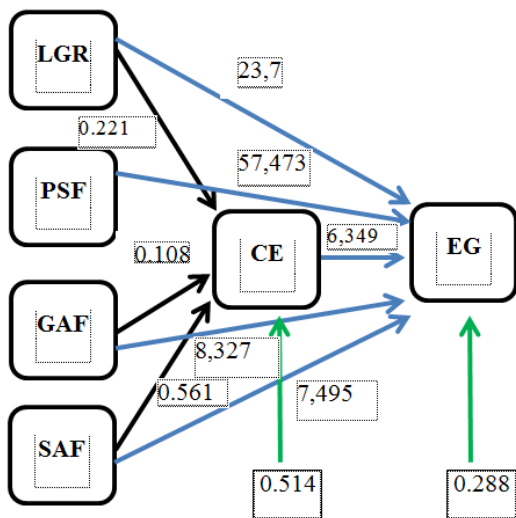 LGR
23,7
0.221
PSF
57,473
0.108
CE
6,349
EG
GAF
8,327
0.561
7,495
SAF
0.514
0.288